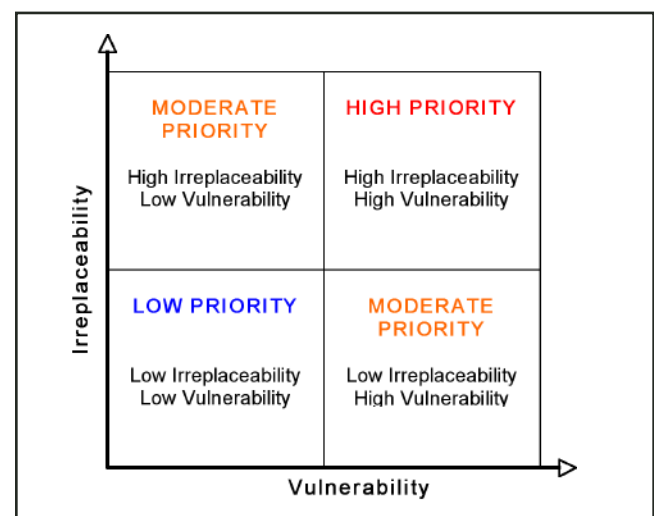 MODERATE
PRIORITY
High Irreplaceability
Low Vulnerability
HIGH PRIORITY
High Irreplaceability
High Vulnerability
LOW PRIORITY
Low Irreplaceability
Low Vulnerability
MODERATE
PRIORITY
Low Irreplaceability
High Vulnerability
Irreplaceability
Vulnerability